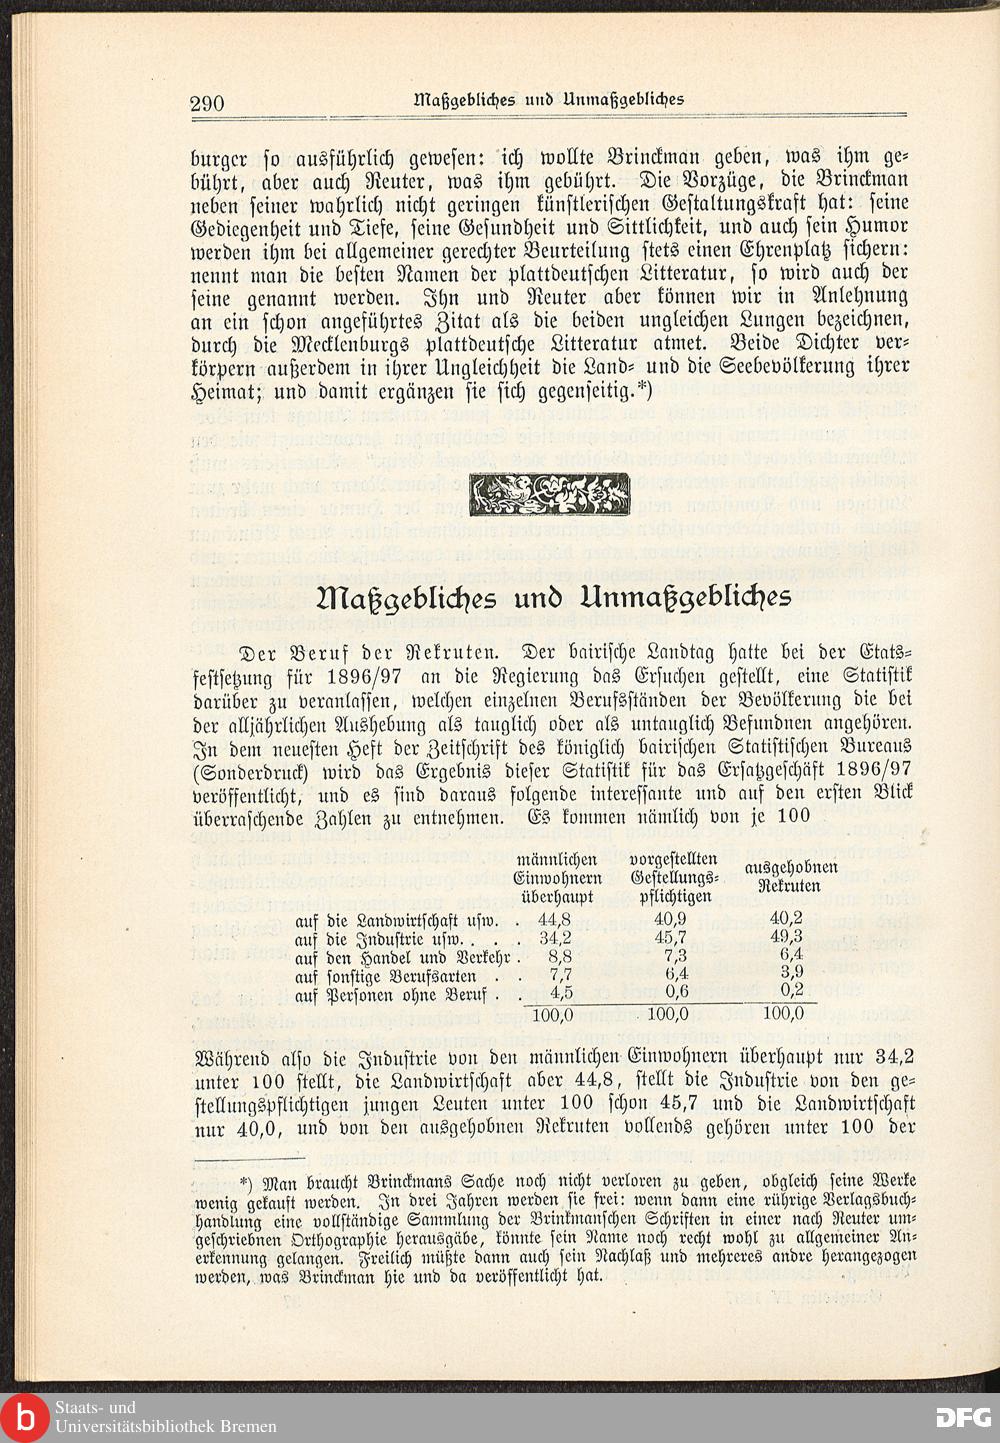 290
Maßgebliches und Unmaßgebliches
burger so ausführlich gewesen: ich wollte Brinckman geben, was ihm ge-
bührt, aber auch Reuter, was ihm gebührt. Die Vorzüge, die Brinckman
neben seiner wahrlich nicht geringen künstlerischen Gestaltungskraft hat: seine
Gediegenheit und Tiefe, seine Gesundheit und Sittlichkeit, und auch sein Humor
werden ihm bei allgemeiner gerechter Beurteilung stets einen Ehrenplatz sichern:
nennt man die besten Namen der plattdeutschen Litteratur, so wird auch der
seine genannt werden. Ihn und Reuter aber können wir in Anlehnung
an ein schon angeführtes Zitat als die beiden ungleichen Lungen bezeichnen,
durch die Mecklenburgs plattdeutsche Litteratur atmet. Beide Dichter ver-
körpern außerdem in ihrer Ungleichheit die Land- und die Seebevölkerung ihrer
Heimat; und damit ergänzen sie sich gegenseitig.*)
Maßgebliches und Unmaßgebliches
Der Beruf der Rekruten. Der bairische Landtag hatte bei der Etats-
festsetzung für 1896/97 an die Regierung das Ersuchen gestellt, eine Statistik
darüber zu veranlassen, welchen einzelnen Berufsständen der Bevölkerung die bei
der alljährlichen Aushebung als tauglich oder als untauglich Befundnen angehören.
In dem neuesten Heft der Zeitschrift des königlich bairischen Statistischen Bureaus
(Sonderdruck) wird das Ergebnis dieser Statistik für das Ersatzgeschäft 1896/97
veröffentlicht, und es sind daraus folgende interessante und auf den ersten Blick
überraschende Zahlen zu entnehmen. Es kommen nämlich von je 100
männlichen vorgestellten ausgehobnen
Einwohnern Gestellungs- Rekruten
überhaupt pflichtigen
auf die Landwirtschaft usw. . 44,8 40,9 40,2
auf die Industrie usw. . . . 34,2 45,7 49,3
auf den Handel und Verkehr . 8,8 7,3 6,4
auf sonstige Berufsarten . . 7,7 6,4 3,9
auf Personen ohne Beruf . . 4,5 0,6 0,2
100,0 100,0 100,0
Während also die Industrie von den männlichen Einwohnern überhaupt nur 34,2
unter 100 stellt, die Landwirtschaft aber 44,8, stellt die Industrie von den ge-
stellungspflichtigen jungen Leuten unter 100 schon 45,7 und die Landwirtschaft
nur 40,0, und von den ausgehobnen Rekruten vollends gehören unter 100 der
*) Man braucht Brinckmans Sache noch nicht verloren zu geben, obgleich seine Werke
wenig gekauft werden. In drei Jahren werden sie frei: wenn dann eine rührige Verlagsbuch-
handlung eine vollständige Sammlung der Brinkmanschen Schriften in einer nach Reuter um-
geschriebnen Orthographie herausgäbe, könnte sein Name noch recht wohl zu allgemeiner An-
erkennung gelangen. Freilich müßte dann auch sein Nachlaß und mehreres andre herangezogen
werden, was Brinckman hie und da veröffentlicht hat.
b
Staats- und
Universitätsbibliothek Bremen
DFG